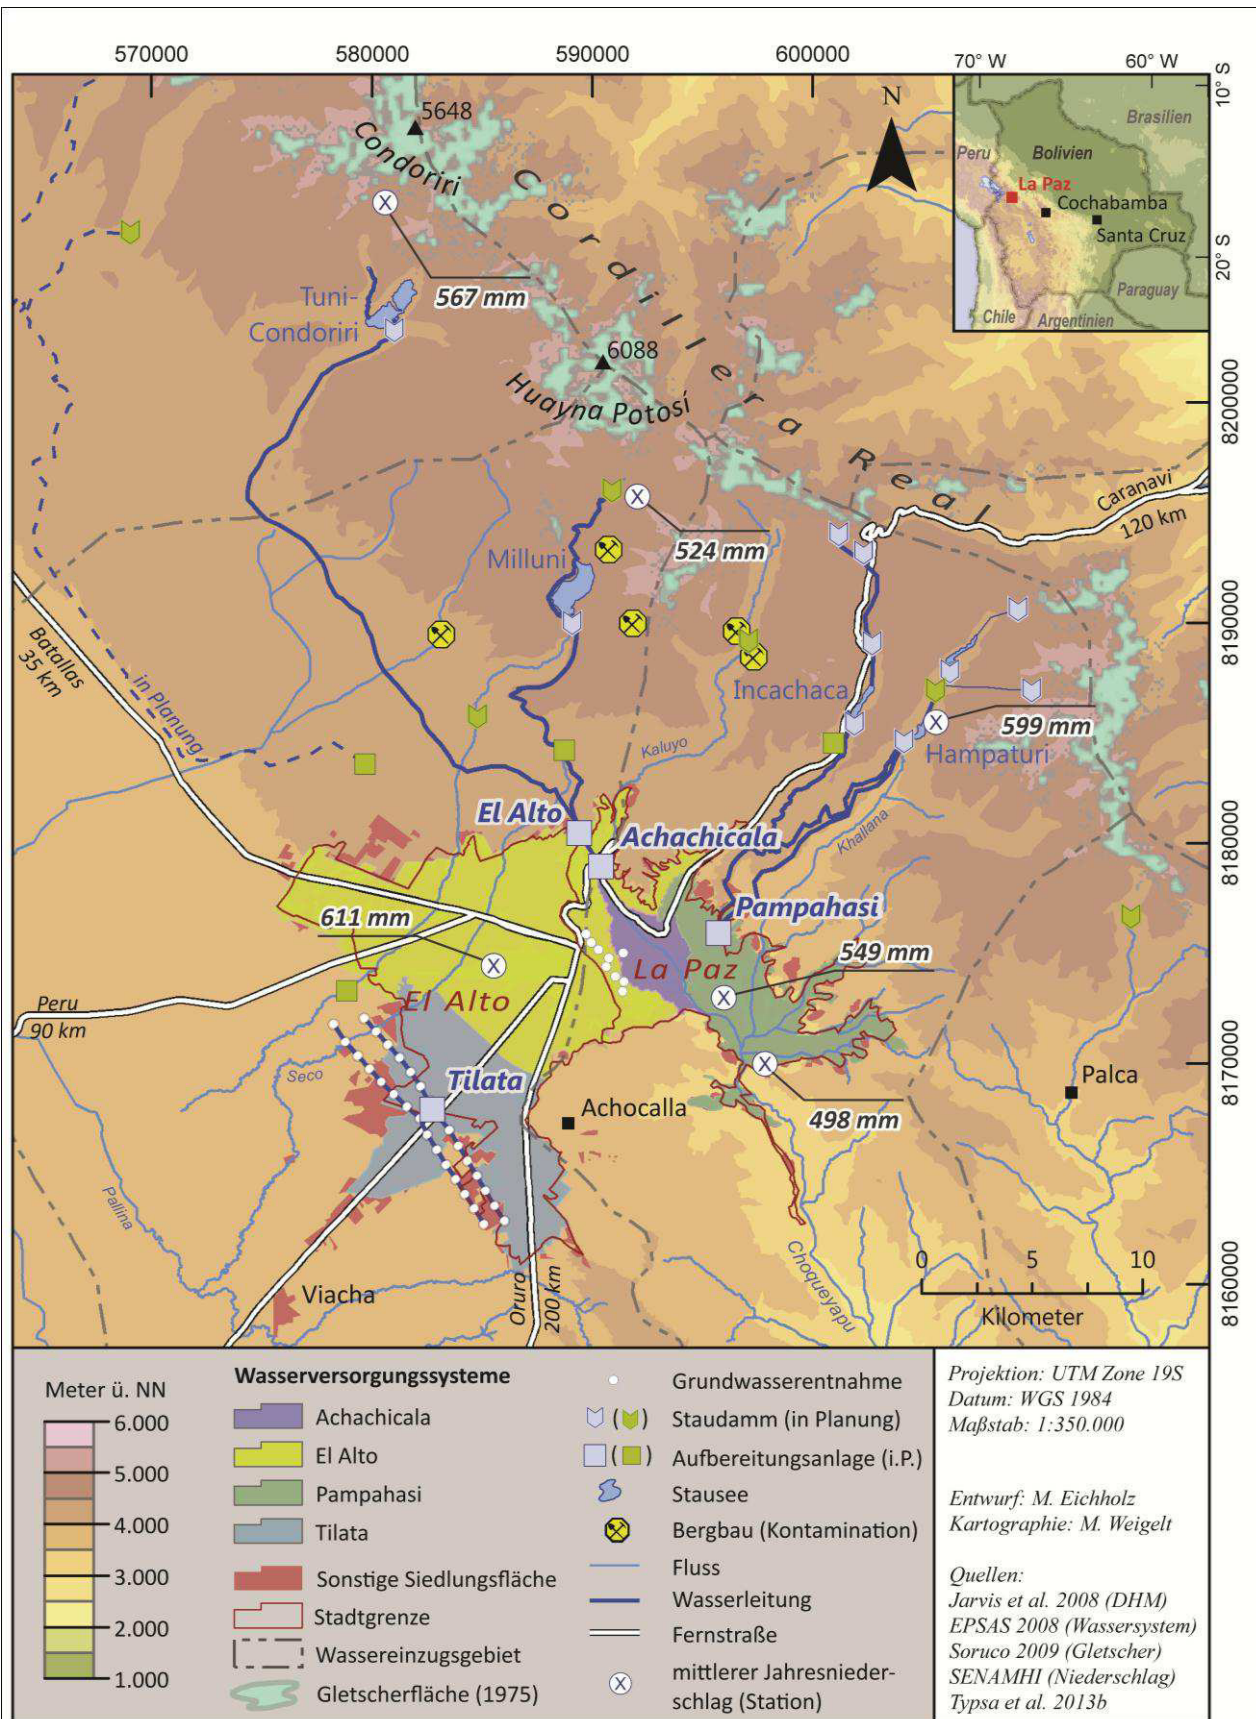 570000
580000
590000
6000000
70° W
60° W
10° S
20° S
N
Peru
Brasilien
Bolivien
La Paz
Cochabamba
Santa Cruz
Paraguay
Chile
Argentinien
5648
Condoriri
Cordillera Real
567 mm
Tuni-
Condoriri
6088
Huayna Potosí
8200000
Caranavi
120 km
524 mm
Milluni
8190000
Batallas
35 km
in Planung
Incachaca
599 mm
Hampaturi
Kaluyo
Khallana
El Alto
Achachicala
8180000
Pampahasi
611 mm
549 mm
La Paz
El Alto
Peru
90 km
Seco
Tilata
8170000
Palca
Achocalla
498 mm
Pallina
Choqueyapu
0 5 10
Kilometer
Viacha
Oruro
200 km
8160000
Meter ü. NN
6.000
5.000
4.000
3.000
2.000
1.000
Wasserversorgungssysteme
Achachicala
El Alto
Pampahasi
Tilata
Sonstige Siedlungsfläche
Stadtgrenze
Wassereinzugsgebiet
Gletscherfläche (1975)
Grundwasserentnahme
( ) Staudamm (in Planung)
( ) Aufbereitungsanlage (i.P.)
Stausee
Bergbau (Kontamination)
Fluss
Wasserleitung
Fernstraße
X mittlerer Jahresnieder-
schlag (Station)
Projektion: UTM Zone 19S
Datum: WGS 1984
Maßstab: 1:350.000
Entwurf: M. Eichholz
Kartographie: M. Weigelt
Quellen:
Jarvis et al. 2008 (DHM)
EPSAS 2008 (Wassersystem)
Soruco 2009 (Gletscher)
SENAMHI (Niederschlag)
Typsa et al. 2013b